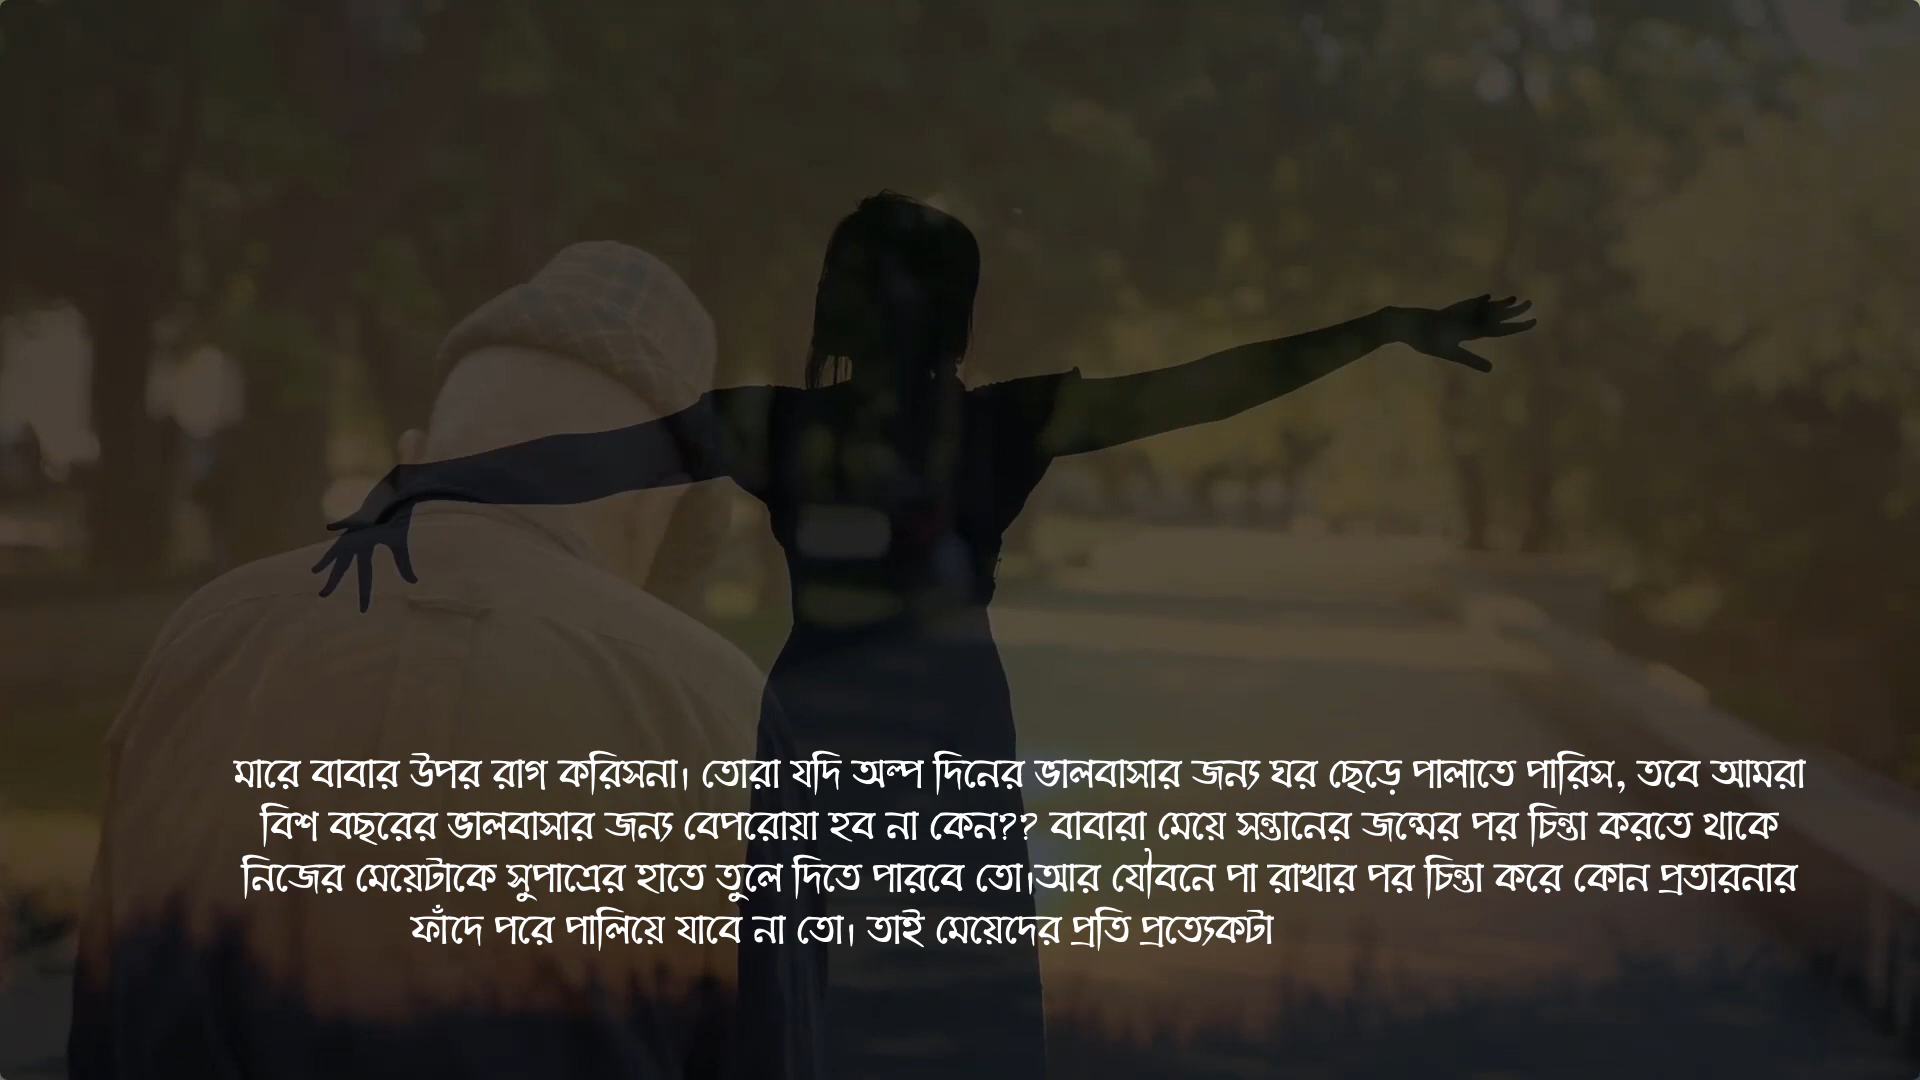 মারে বাবার উপর রাগ করিসনা। তোরা যদি অল্প দিনের ভালবাসার জন্য ঘর ছেড়ে পালাতে পারিস, তবে আমরা
বিশ বছরের ভালবাসার জন্য বেপরোয়া হব না কেন?? বাবারা মেয়ে সন্তানের জন্মের পর চিন্তা করতে থাকে
নিজের মেয়েটাকে সুপাত্রের হাতে তুলে দিতে পারবে তো।আর যৌবনে পা রাখার পর চিন্তা করে কোন প্রতারনার
ফাঁদে পরে পালিয়ে যাবে না তো। তাই মেয়েদের প্রতি প্রত্যেকটা